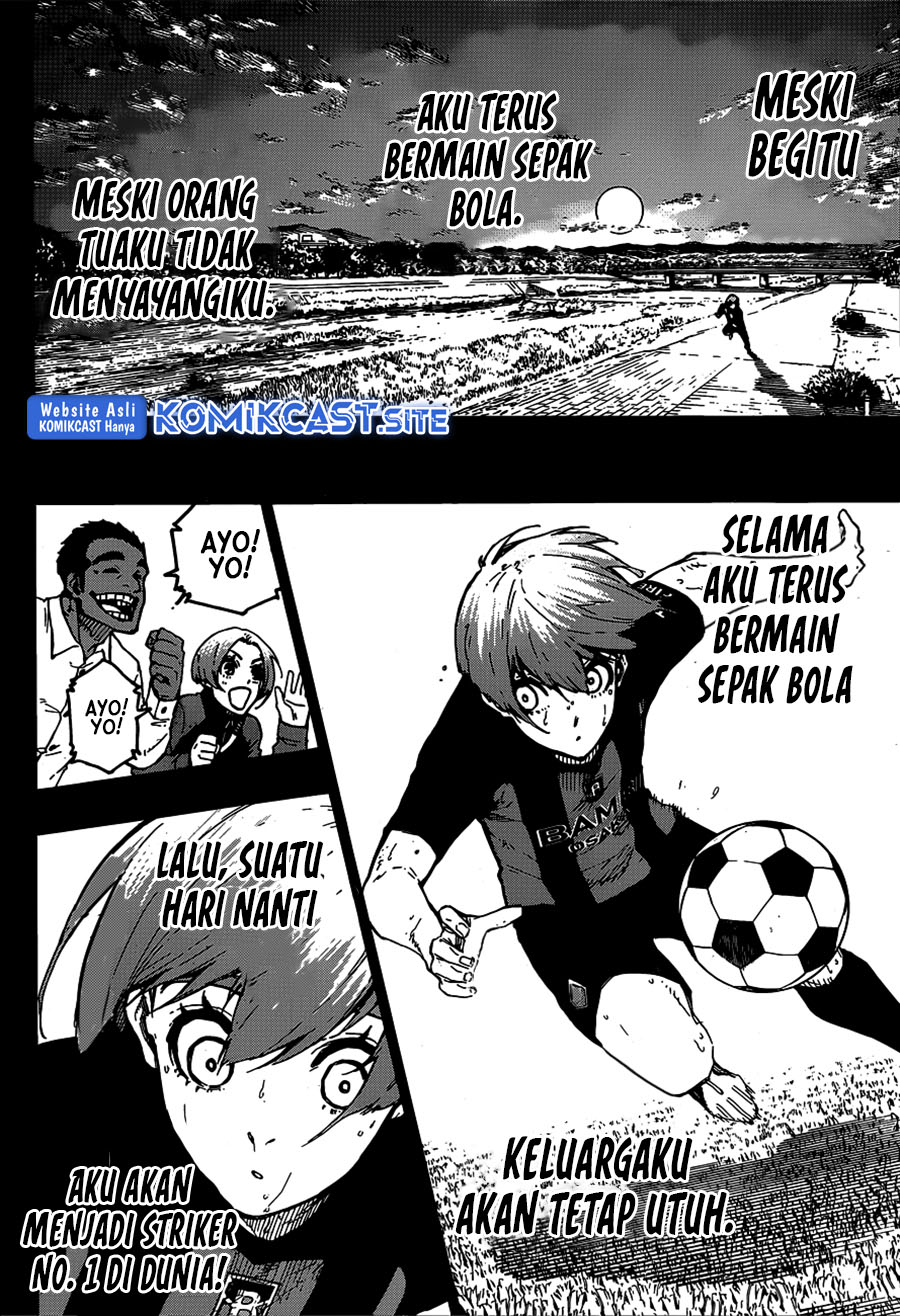 MESKI
BEGITU
AKU TERUS
BERMAIN SEPAK
BOLA.
MESKI ORANG
TUAKU TIDAK
MENYAYANGIKU.
Website Asli
KOMIKCAST Hanya
KOMIKCAST.SITE
SELAMA
AKU TERUS
BERMAIN
SEPAK BOLA
BAM
OSAK
KELUARGAKU
AKAN TETAP UTUH.
AYO!
YO!
AYO!
YO!
LALU, SUATU
HARI NANTI
AKU AKAN
MENJADI STRIKER
NO. 1 DI DUNIA!